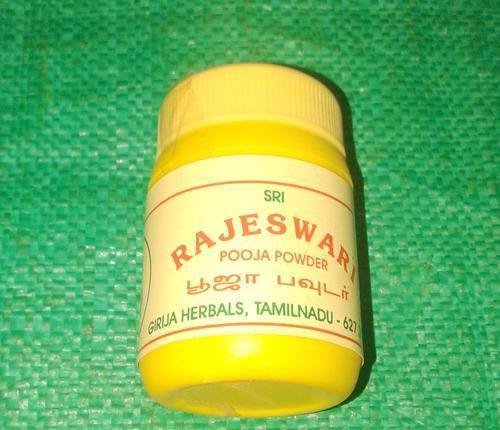 SRI
RAJESWARI
POOJA POWDER
பூஜா பவுடர்
GIRIJA HERBALS, TAMILNADU - 627